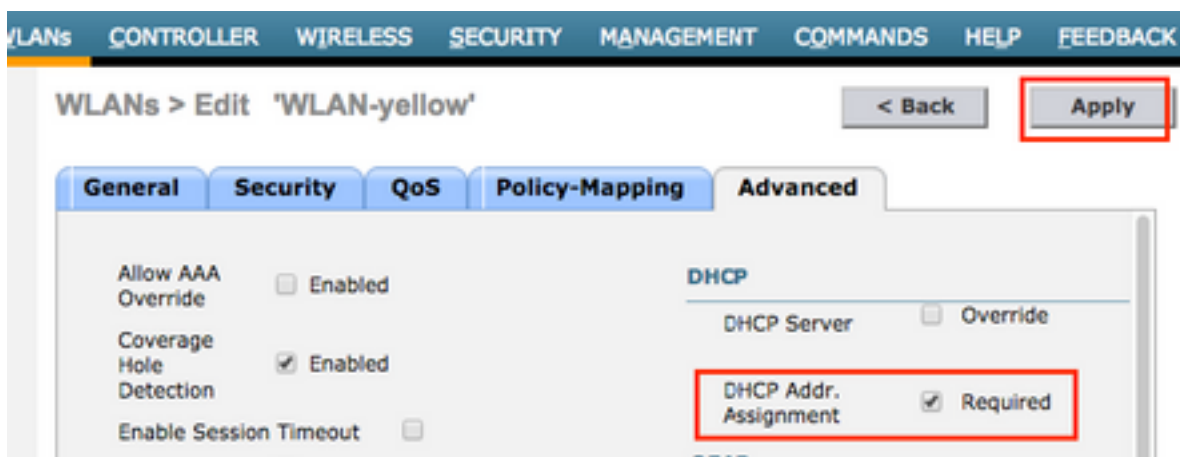 WLANs CONTROLLER WIRELESS SECURITY MANAGEMENT COMMANDS HELP FEEDBACK
WLANs > Edit 'WLAN-yellow'
< Back
Apply
General Security QoS Policy-Mapping Advanced
Allow AAA
Override
Enabled
Coverage
Hole
Detection
Enabled
Enable Session Timeout
DHCP
DHCP Server
Override
DHCP Addr.
Assignment
Required